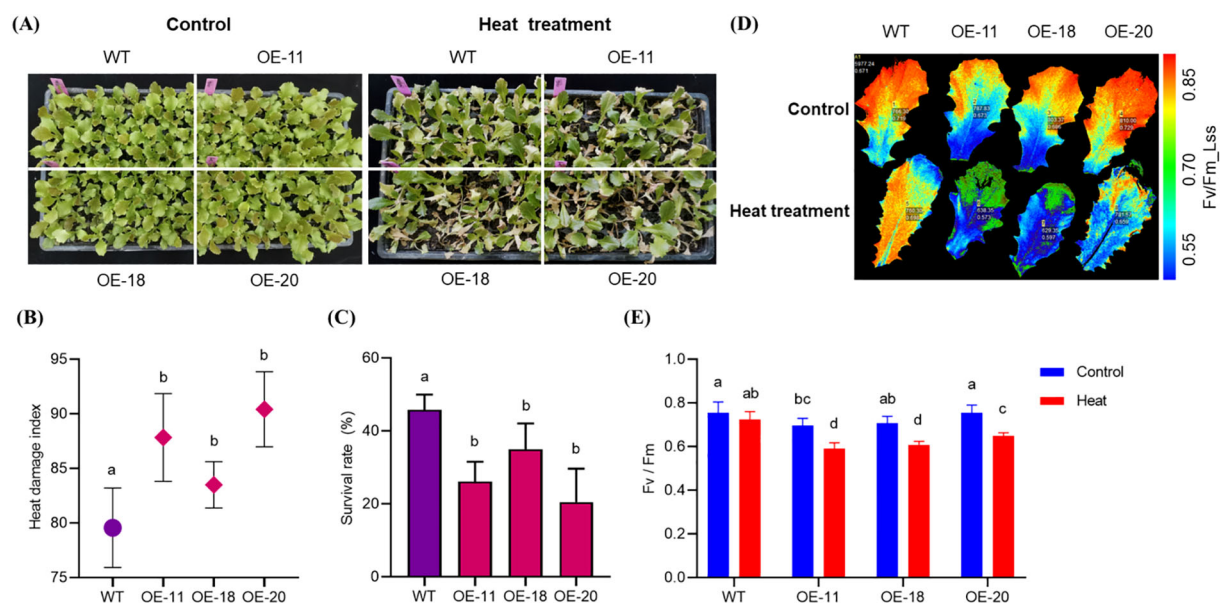 (A)
Control
Heat treatment
WT
OE-11
WT
OE-11
OE-18
OE-20
OE-18
OE-20
(D)
WT
OE-11
OE-18
OE-20
Control
Heat treatment
5977.24
0.671
0.85
0.70
0.55
Fv/Fm_Lss
(B)
Heat damage index
95
90
85
80
75
a
b
b
b
WT
OE-11
OE-18
OE-20
(C)
Survival rate (%)
60
40
20
0
a
b
b
b
WT
OE-11
OE-18
OE-20
(E)
Fv / Fm
1.0
0.8
0.6
0.4
0.2
0.0
a
ab
bc
d
ab
d
a
c
WT
OE-11
OE-18
OE-20
Control
Heat